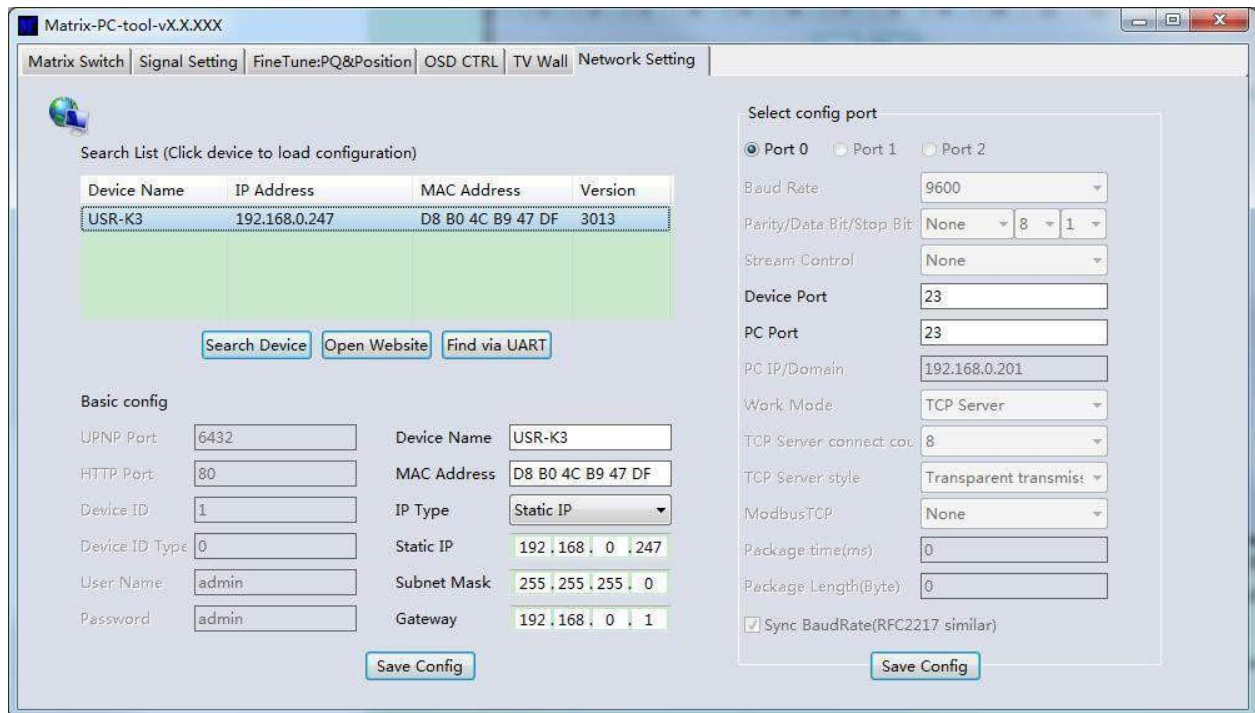 Matrix-PC-tool-vX.X.XXX
Matrix Switch Signal Setting FineTune:PQ&Position OSD CTRL TV Wall Network Setting
Search List (Click device to load configuration)
Device Name IP Address MAC Address Version
USR-K3 192.168.0.247 D8 B0 4C B9 47 DF 3013
Search Device Open Website Find via UART
Basic config
UPNP Port 6432
HTTP Port 80
Device ID 1
Device ID Type 0
User Name admin
Password admin
Device Name USR-K3
MAC Address D8 B0 4C B9 47 DF
IP Type Static IP
Static IP 192 . 168 . 0 . 247
Subnet Mask 255 . 255 . 255 . 0
Gateway 192 . 168 . 0 . 1
Save Config
Select config port
Port 0 Port 1 Port 2
Baud Rate 9600
Parity/Data Bit/Stop Bit None 8 1
Stream Control None
Device Port 23
PC Port 23
PC IP/Domain 192.168.0.201
Work Mode TCP Server
TCP Server connect cou 8
TCP Server style Transparent transmiss
ModbusTCP None
Package time(ms) 0
Package Length(Byte) 0
Sync BaudRate(RFC2217 similar)
Save Config